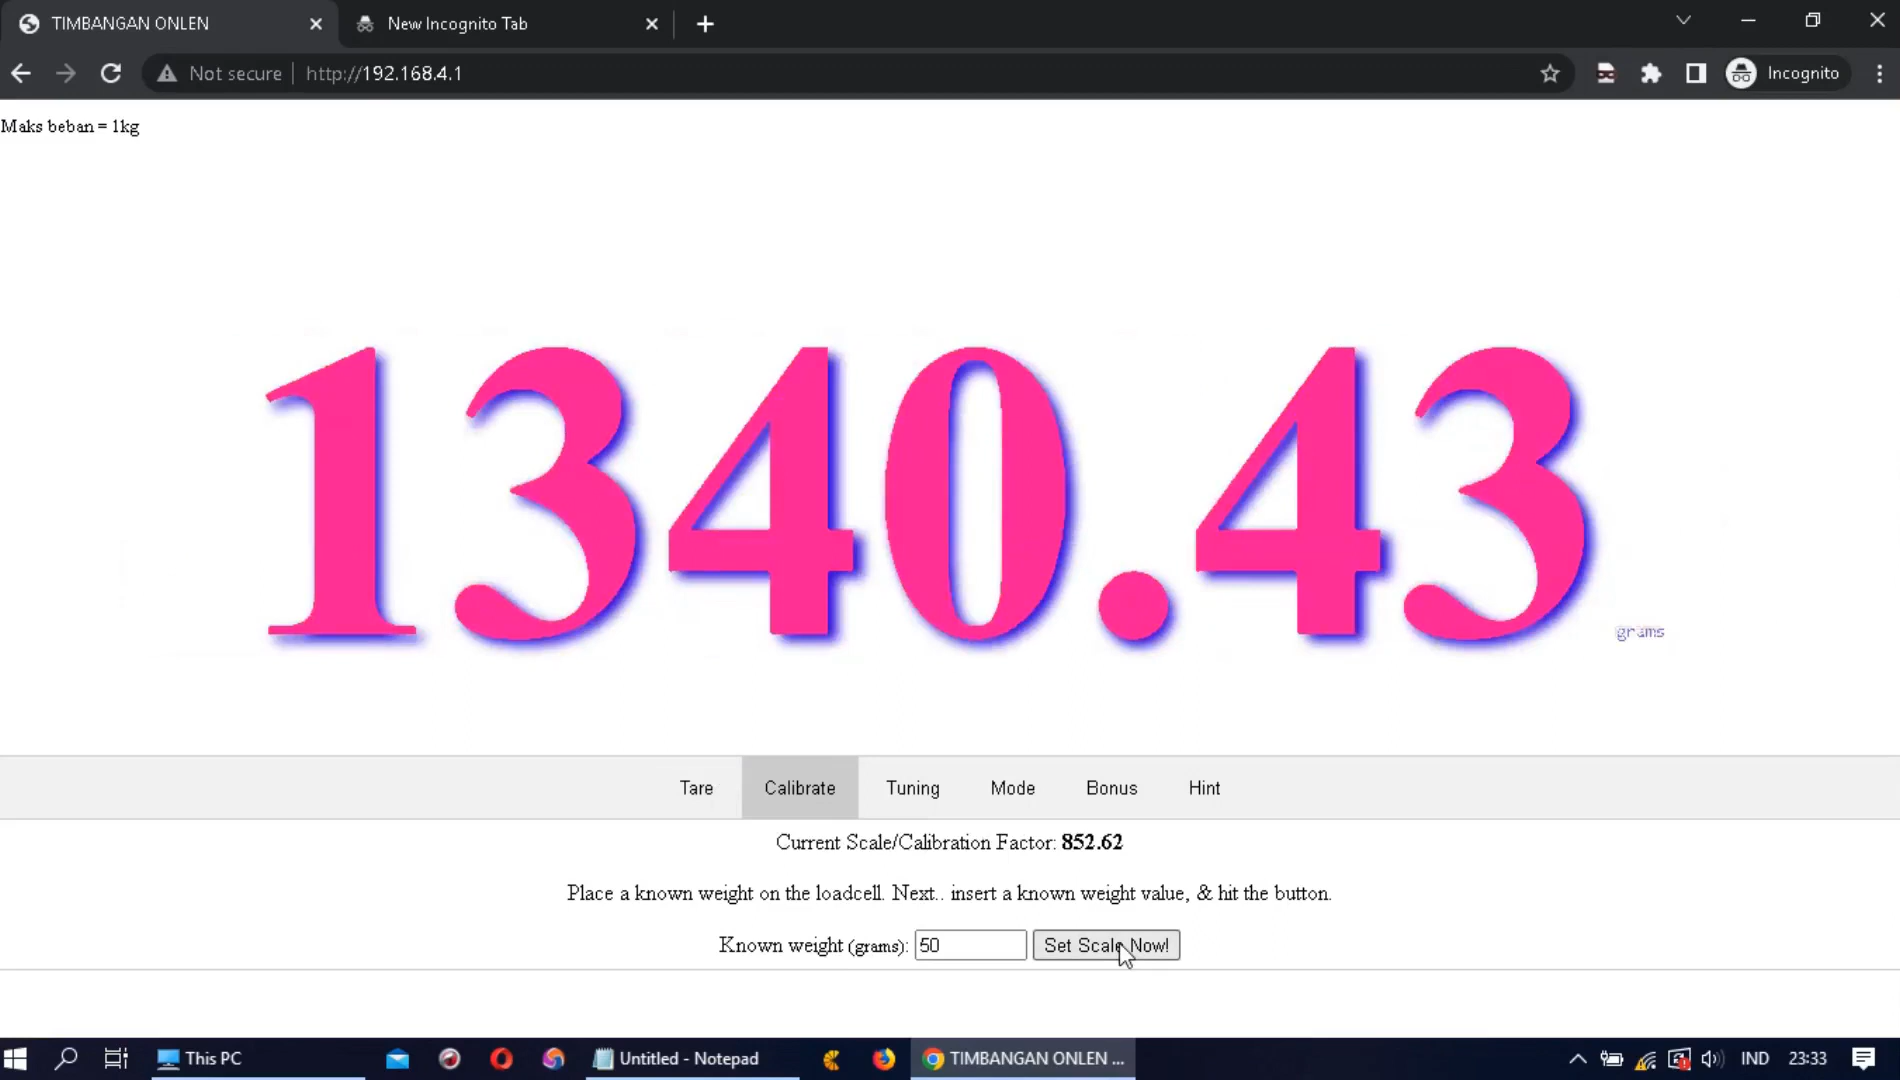 TIMBANGAN ONLEN
New Incognito Tab
Not secure
http://192.168.4.1
Incognito
Maks beban = 1kg
1340.43 grams
Tare Calibrate Tuning Mode Bonus Hint
Current Scale/Calibration Factor: 852.62
Place a known weight on the loadcell. Next.. insert a known weight value, & hit the button.
Known weight (grams): 50 Set Scale Now!
This PC
Untitled - Notepad
TIMBANGAN ONLEN ...
IND
23:33